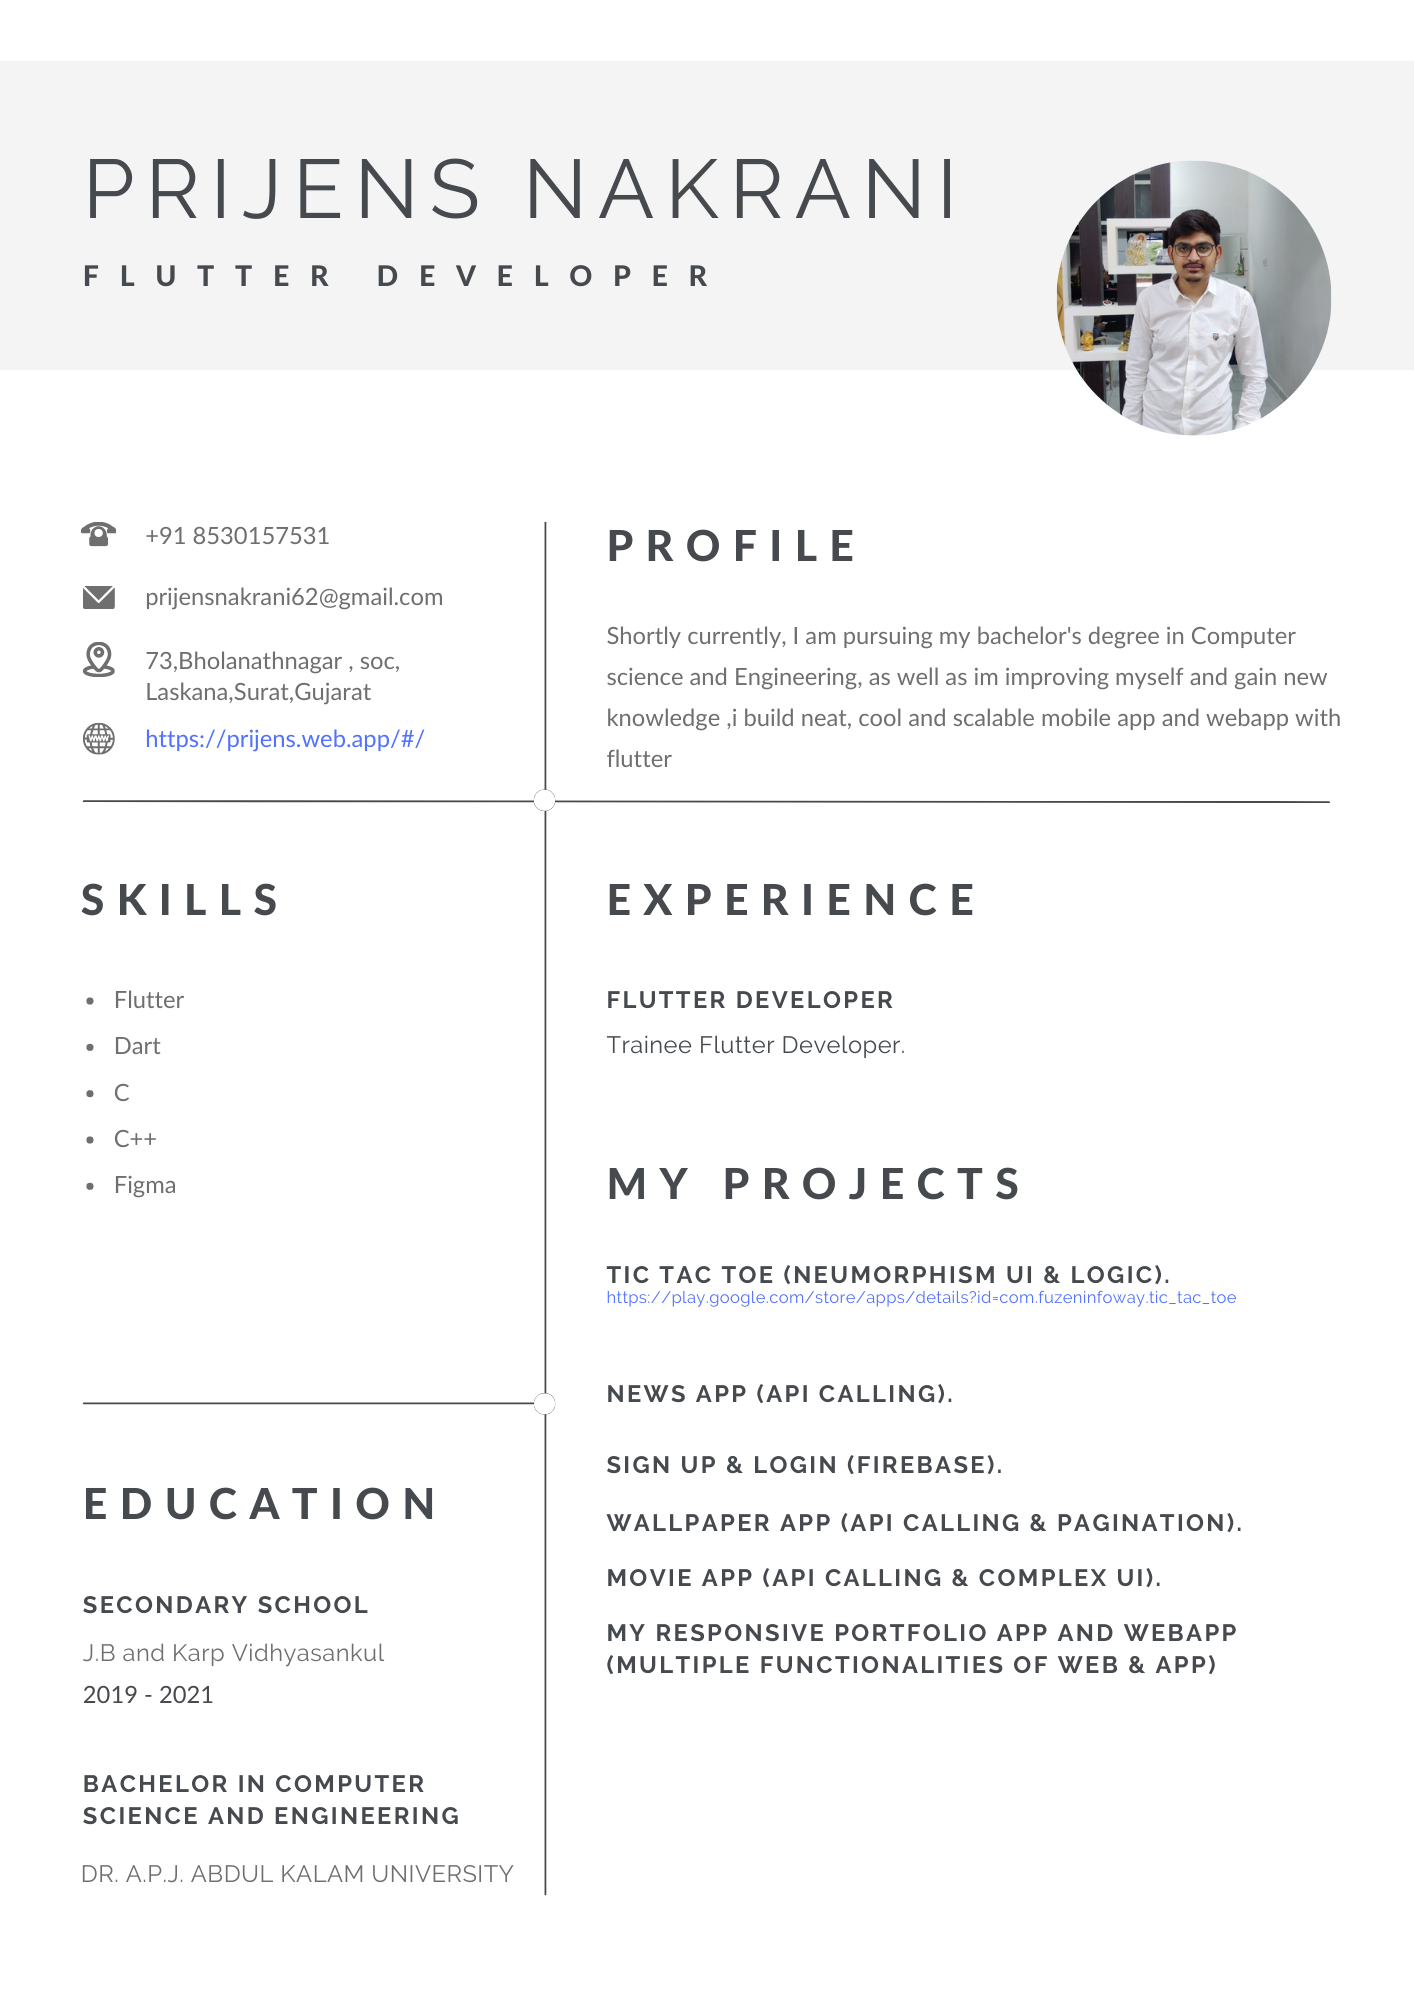 PRIJENS NAKRANI
FLUTTER DEVELOPER
+91 8530157531
prijensnakrani62@gmail.com
73,Bholanathnagar , soc,
Laskana,Surat,Gujarat
https://prijens.web.app/#/
PROFILE
Shortly currently, I am pursuing my bachelor's degree in Computer
science and Engineering, as well as im improving myself and gain new
knowledge ,i build neat, cool and scalable mobile app and webapp with
flutter
SKILLS
• Flutter
• Dart
• C
• C++
• Figma
EXPERIENCE
FLUTTER DEVELOPER
Trainee Flutter Developer.
MY PROJECTS
TIC TAC TOE (NEUMORPHISM UI & LOGIC).
https://play.google.com/store/apps/details?id=com.fuzeninfoway.tic_tac_toe
NEWS APP (API CALLING).
SIGN UP & LOGIN (FIREBASE).
WALLPAPER APP (API CALLING & PAGINATION).
MOVIE APP (API CALLING & COMPLEX UI).
MY RESPONSIVE PORTFOLIO APP AND WEBAPP
(MULTIPLE FUNCTIONALITIES OF WEB & APP)
EDUCATION
SECONDARY SCHOOL
J.B and Karp Vidhyasankul
2019 - 2021
BACHELOR IN COMPUTER
SCIENCE AND ENGINEERING
DR. A.P.J. ABDUL KALAM UNIVERSITY